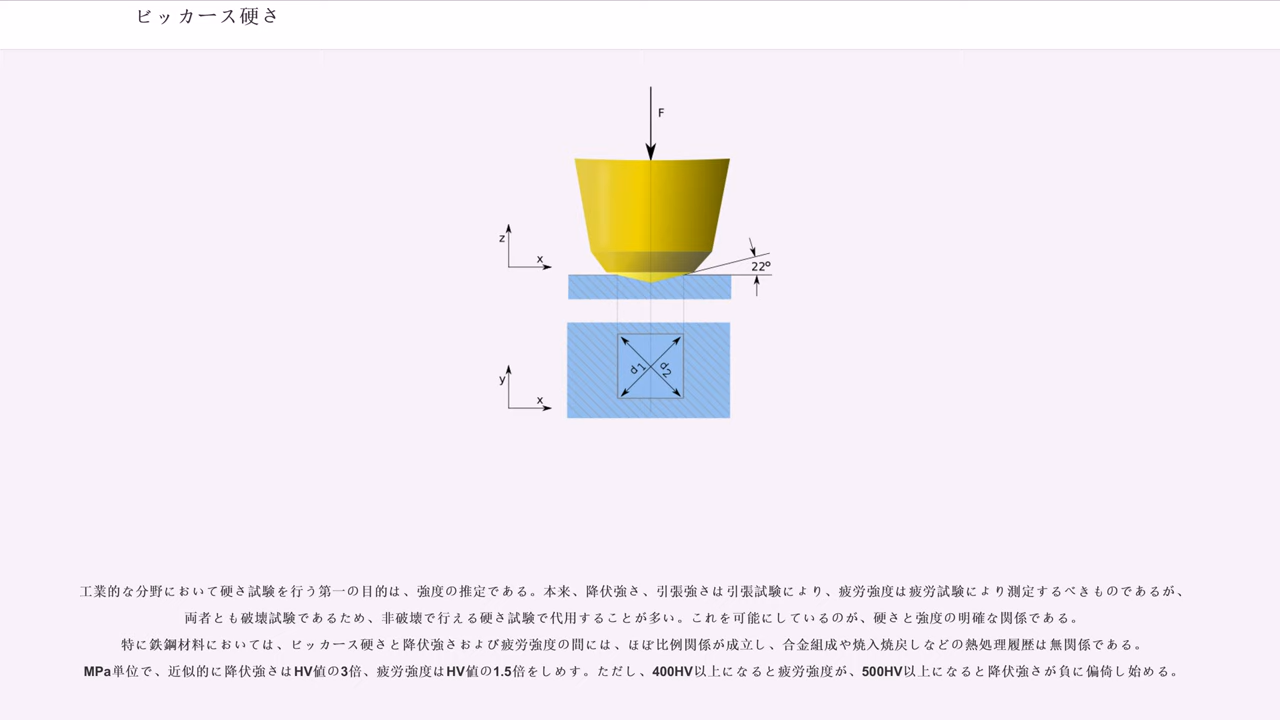 ビッカース硬さ
F
z
x
22°
d1
d2
y
x
工業的な分野において硬さ試験を行う第一の目的は、強度の推定である。本来、降伏強さ、引張強さは引張試験により、疲労強度は疲労試験により測定するべきものであるが、
両者とも破壊試験であるため、非破壊で行える硬さ試験で代用することが多い。これを可能にしているのが、硬さと強度の明確な関係である。
特に鉄鋼材料においては、ビッカース硬さと降伏強さおよび疲労強度の間には、ほぼ比例関係が成立し、合金組成や焼入焼戻しなどの熱処理履歴は無関係である。
MPa単位で、近似的に降伏強さはHV値の3倍、疲労強度はHV値の1.5倍をしめす。ただし、400HV以上になると疲労強度が、500HV以上になると降伏強さが負に偏倚し始める。